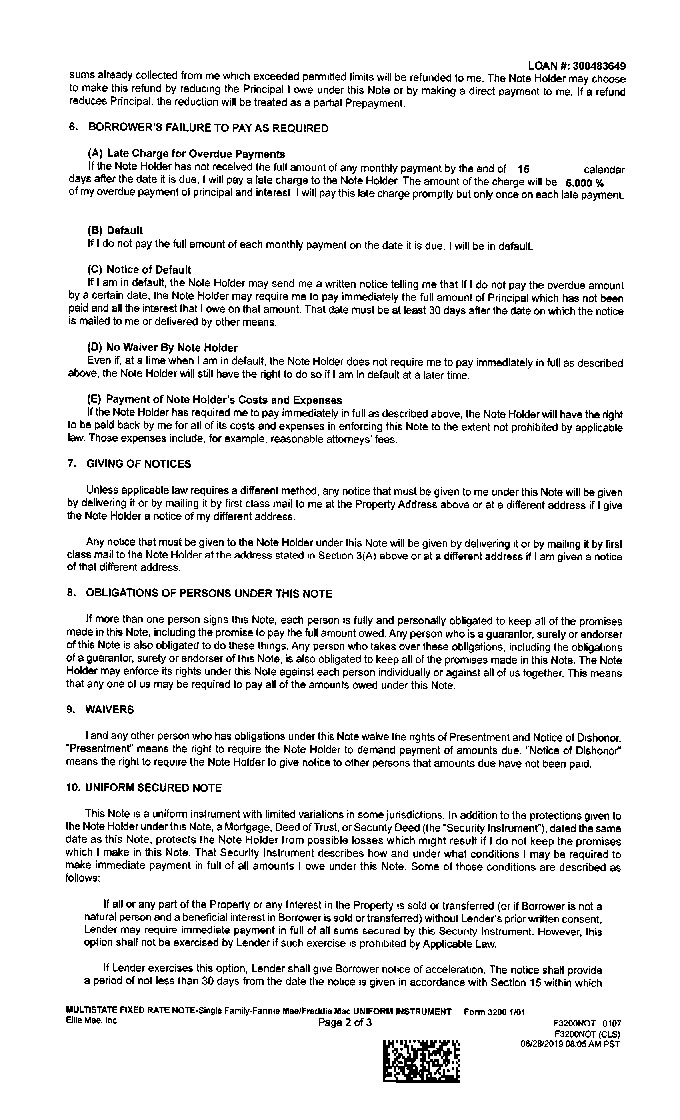 LOAN #: 300483649
sums already collected from me which exceeded permitted limits will be refunded to me. The Note Holder may choose
to make this refund by reducing the Principal I owe under this Note or by making a direct payment to me. If a refund
reduces Principal, the reduction will be treated as a partial Prepayment.
6. BORROWER'S FAILURE TO PAY AS REQUIRED
(A) Late Charge for Overdue Payments
If the Note Holder has not received the full amount of any monthly payment by the end of 15 calendar
days after the date it is due, I will pay a late charge to the Note Holder. The amount of the charge will be 5.000 %
of my overdue payment of principal and interest. I will pay this late charge promptly but only once on each late payment.
(B) Default
If I do not pay the full amount of each monthly payment on the date it is due, I will be in default.
(C) Notice of Default
If I am in default, the Note Holder may send me a written notice telling me that if I do not pay the overdue amount
by a certain date, the Note Holder may require me to pay immediately the full amount of Principal which has not been
paid and all the interest that I owe on that amount. That date must be at least 30 days after the date on which the notice
is mailed to me or delivered by other means.
(D) No Waiver By Note Holder
Even if, at a time when I am in default, the Note Holder does not require me to pay immediately in full as described
above, the Note Holder will still have the right to do so if I am in default at a later time.
(E) Payment of Note Holder's Costs and Expenses
If the Note Holder has required me to pay immediately in full as described above, the Note Holder will have the right
to be paid back by me for all of its costs and expenses in enforcing this Note to the extent not prohibited by applicable
law. Those expenses include, for example, reasonable attorneys' fees.
7. GIVING OF NOTICES
Unless applicable law requires a different method, any notice that must be given to me under this Note will be given
by delivering it or by mailing it by first class mail to me at the Property Address above or at a different address if I give
the Note Holder a notice of my different address.
Any notice that must be given to the Note Holder under this Note will be given by delivering it or by mailing it by first
class mail to the Note Holder at the address stated in Section 3(A) above or at a different address if I am given a notice
of that different address.
8. OBLIGATIONS OF PERSONS UNDER THIS NOTE
If more than one person signs this Note, each person is fully and personally obligated to keep all of the promises
made in this Note, including the promise to pay the full amount owed. Any person who is a guarantor, surety or endorser
of this Note is also obligated to do these things. Any person who takes over these obligations, including the obligations
of a guarantor, surety or endorser of this Note, is also obligated to keep all of the promises made in this Note. The Note
Holder may enforce its rights under this Note against each person individually or against all of us together. This means
that any one of us may be required to pay all of the amounts owed under this Note.
9. WAIVERS
I and any other person who has obligations under this Note waive the rights of Presentment and Notice of Dishonor.
"Presentment" means the right to require the Note Holder to demand payment of amounts due. "Notice of Dishonor"
means the right to require the Note Holder to give notice to other persons that amounts due have not been paid.
10. UNIFORM SECURED NOTE
This Note is a uniform instrument with limited variations in some jurisdictions. In addition to the protections given to
the Note Holder under this Note, a Mortgage, Deed of Trust, or Security Deed (the "Security Instrument"), dated the same
date as this Note, protects the Note Holder from possible losses which might result if I do not keep the promises
which I make in this Note. That Security Instrument describes how and under what conditions I may be required to
make immediate payment in full of all amounts I owe under this Note. Some of those conditions are described as
follows:
If all or any part of the Property or any Interest in the Property is sold or transferred (or if Borrower is not a
natural person and a beneficial interest in Borrower is sold or transferred) without Lender's prior written consent,
Lender may require immediate payment in full of all sums secured by this Security Instrument. However, this
option shall not be exercised by Lender if such exercise is prohibited by Applicable Law.
If Lender exercises this option, Lender shall give Borrower notice of acceleration. The notice shall provide
a period of not less than 30 days from the date the notice is given in accordance with Section 15 within which
MULTISTATE FIXED RATE NOTE-Single Family-Fannie Mae/Freddie Mac UNIFORM INSTRUMENT Form 3200 1/01
Ellie Mae, Inc. Page 2 of 3 F3200NOT 0107
F3200NOT (CLS)
06/28/2019 08:05 AM PST